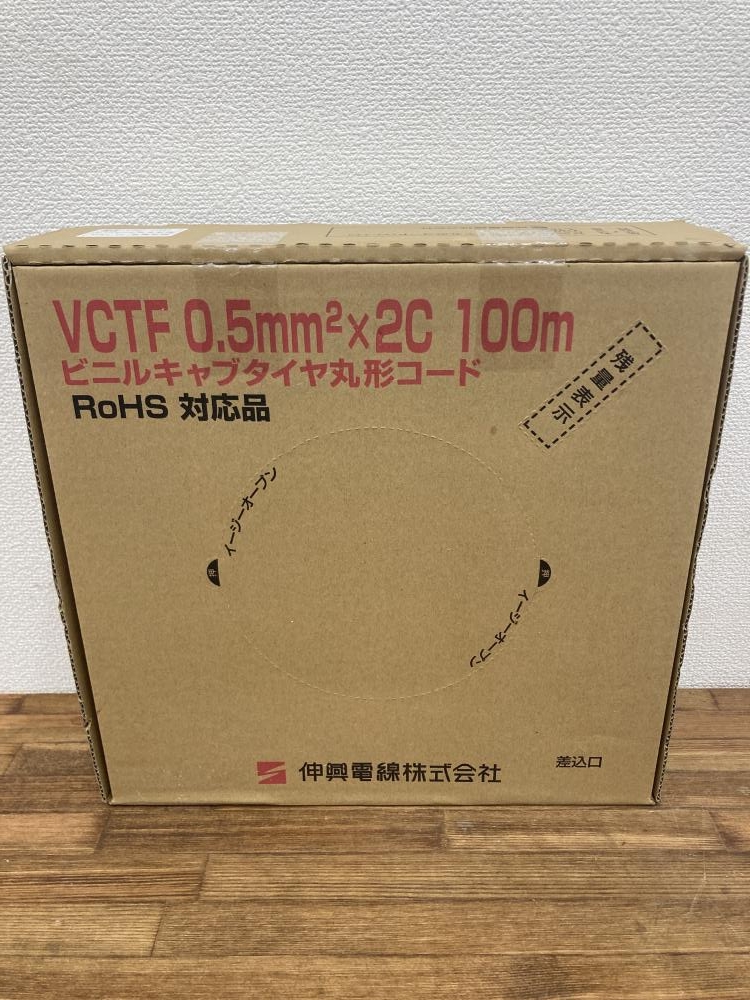 VCTF 0.5mm²×2C 100m
ビニルキャブタイヤ丸形コード
RoHS 対応品
残量表示
イージーオープン
押
押
イージーオープン
伸興電線株式会社
差込口